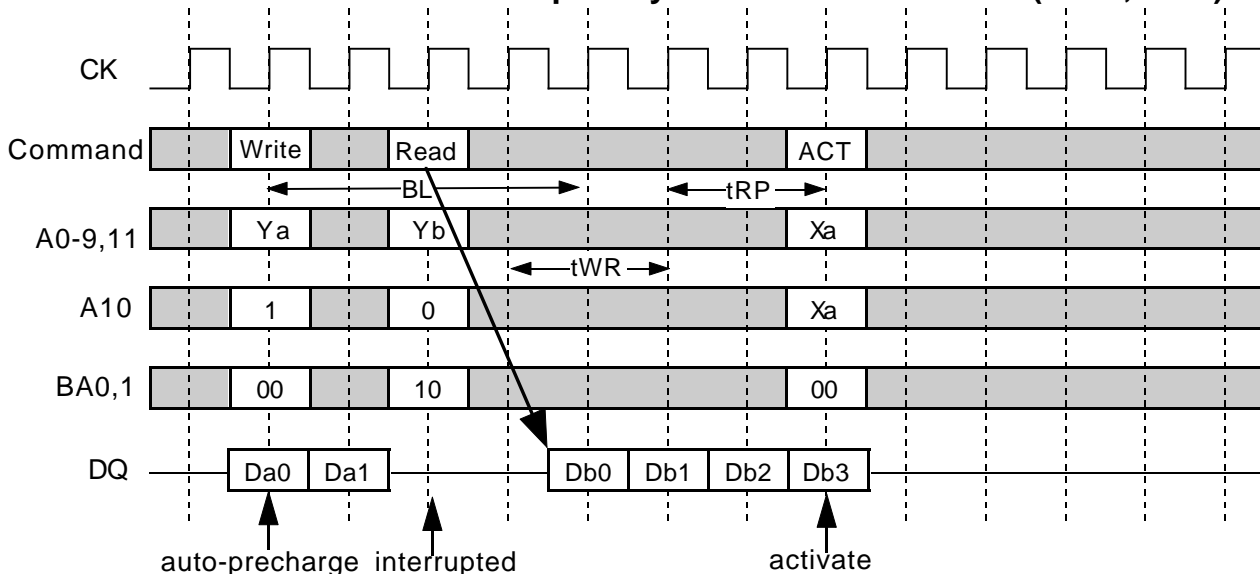 CK
Command Write Read ACT
BL tRP
A0-9,11 Ya Yb Xa
tWR
A10 1 0 Xa
BA0,1 00 10 00
DQ Da0 Da1 Db0 Db1 Db2 Db3
auto-precharge interrupted activate